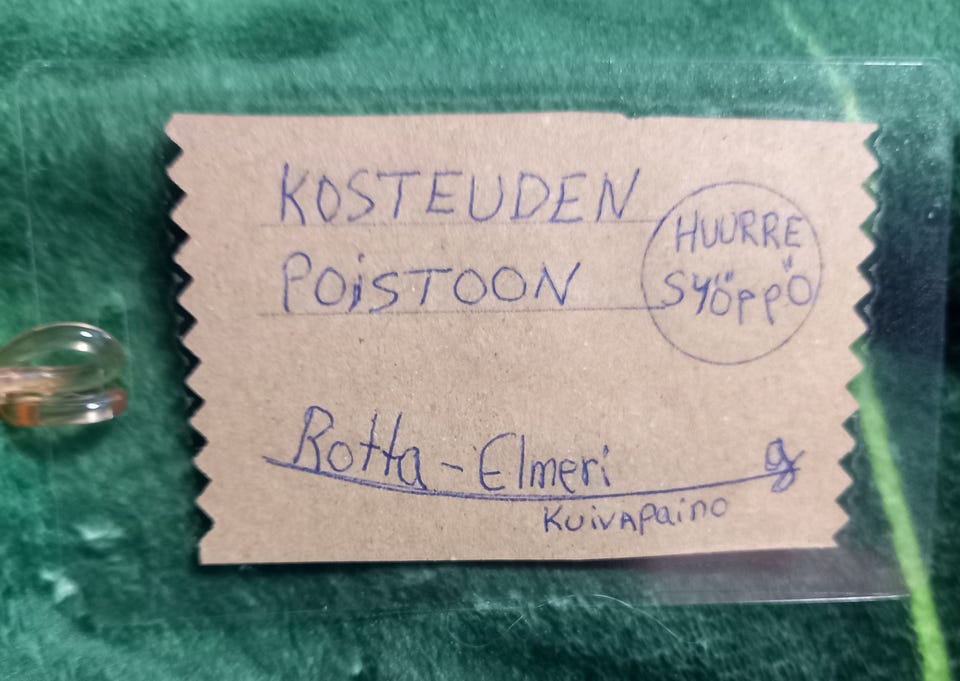 KOSTEUDEN
POiSTOON
HUURRE
SYÖPPÖ
Rotta-Elmeri g
KuivApaino